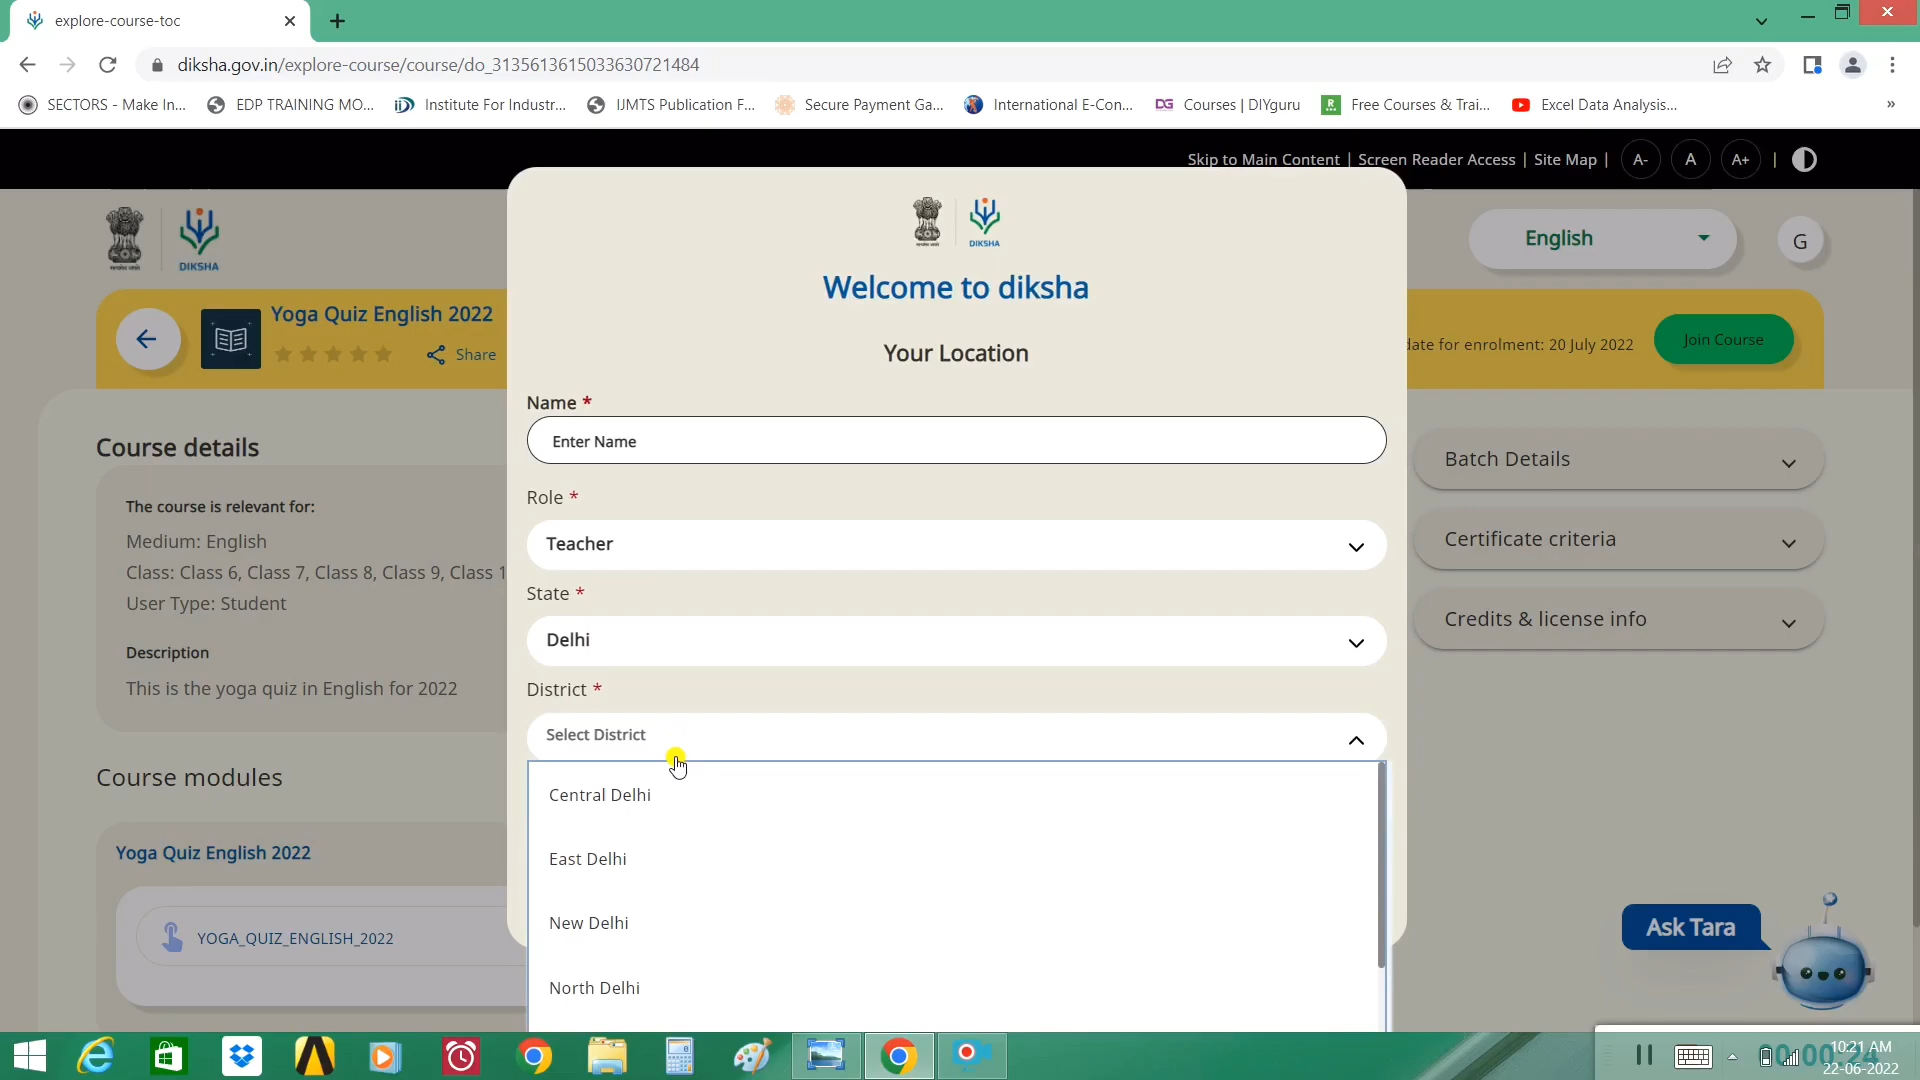 explore-course-toc
diksha.gov.in/explore-course/course/do_3135613615033630721484
SECTORS - Make In...
EDP TRAINING MO...
Institute For Industr...
IJMTS Publication F...
Secure Payment Ga...
International E-Con...
DG Courses | DIYguru
R. Free Courses & Trai...
Excel Data Analysis...
»
Skip to Main Content | Screen Reader Access | Site Map | A- A A+ |
DIKSHA
DIKSHA
English
G
Welcome to diksha
Your Location
Yoga Quiz English 2022
Share
date for enrolment: 20 July 2022
Join Course
Name *
Enter Name
Role *
Teacher
State *
Delhi
District *
Select District
Central Delhi
East Delhi
New Delhi
North Delhi
Course details
The course is relevant for:
Medium: English
Class: Class 6, Class 7, Class 8, Class 9, Class 1
User Type: Student
Description
This is the yoga quiz in English for 2022
Course modules
Yoga Quiz English 2022
YOGA_QUIZ_ENGLISH_2022
Batch Details
Certificate criteria
Credits & license info
Ask Tara
00:00:24
10:21 AM
22-06-2022